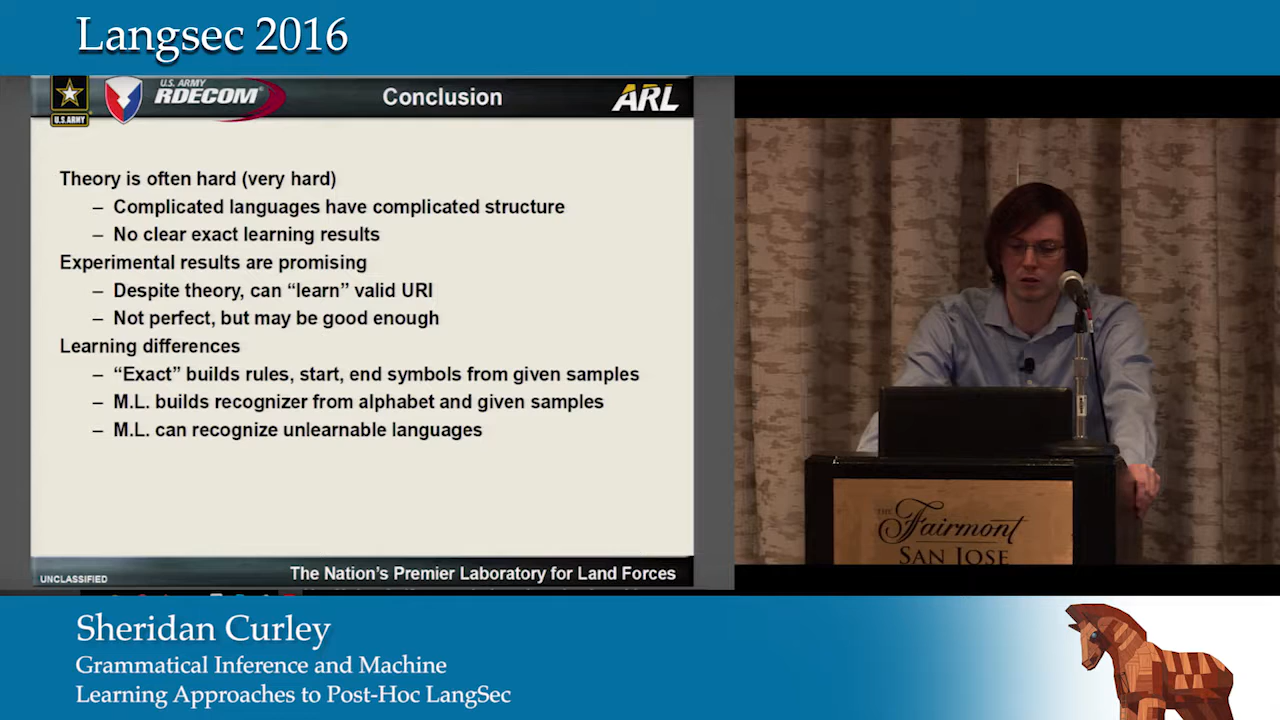 Langsec 2016
U.S. ARMY
RDECOM
U.S.ARMY
Conclusion
ARL
Theory is often hard (very hard)
– Complicated languages have complicated structure
– No clear exact learning results
Experimental results are promising
– Despite theory, can “learn” valid URI
– Not perfect, but may be good enough
Learning differences
– “Exact” builds rules, start, end symbols from given samples
– M.L. builds recognizer from alphabet and given samples
– M.L. can recognize unlearnable languages
UNCLASSIFIED
The Nation’s Premier Laboratory for Land Forces
THE
Fairmont
SAN JOSE
Sheridan Curley
Grammatical Inference and Machine
Learning Approaches to Post-Hoc LangSec